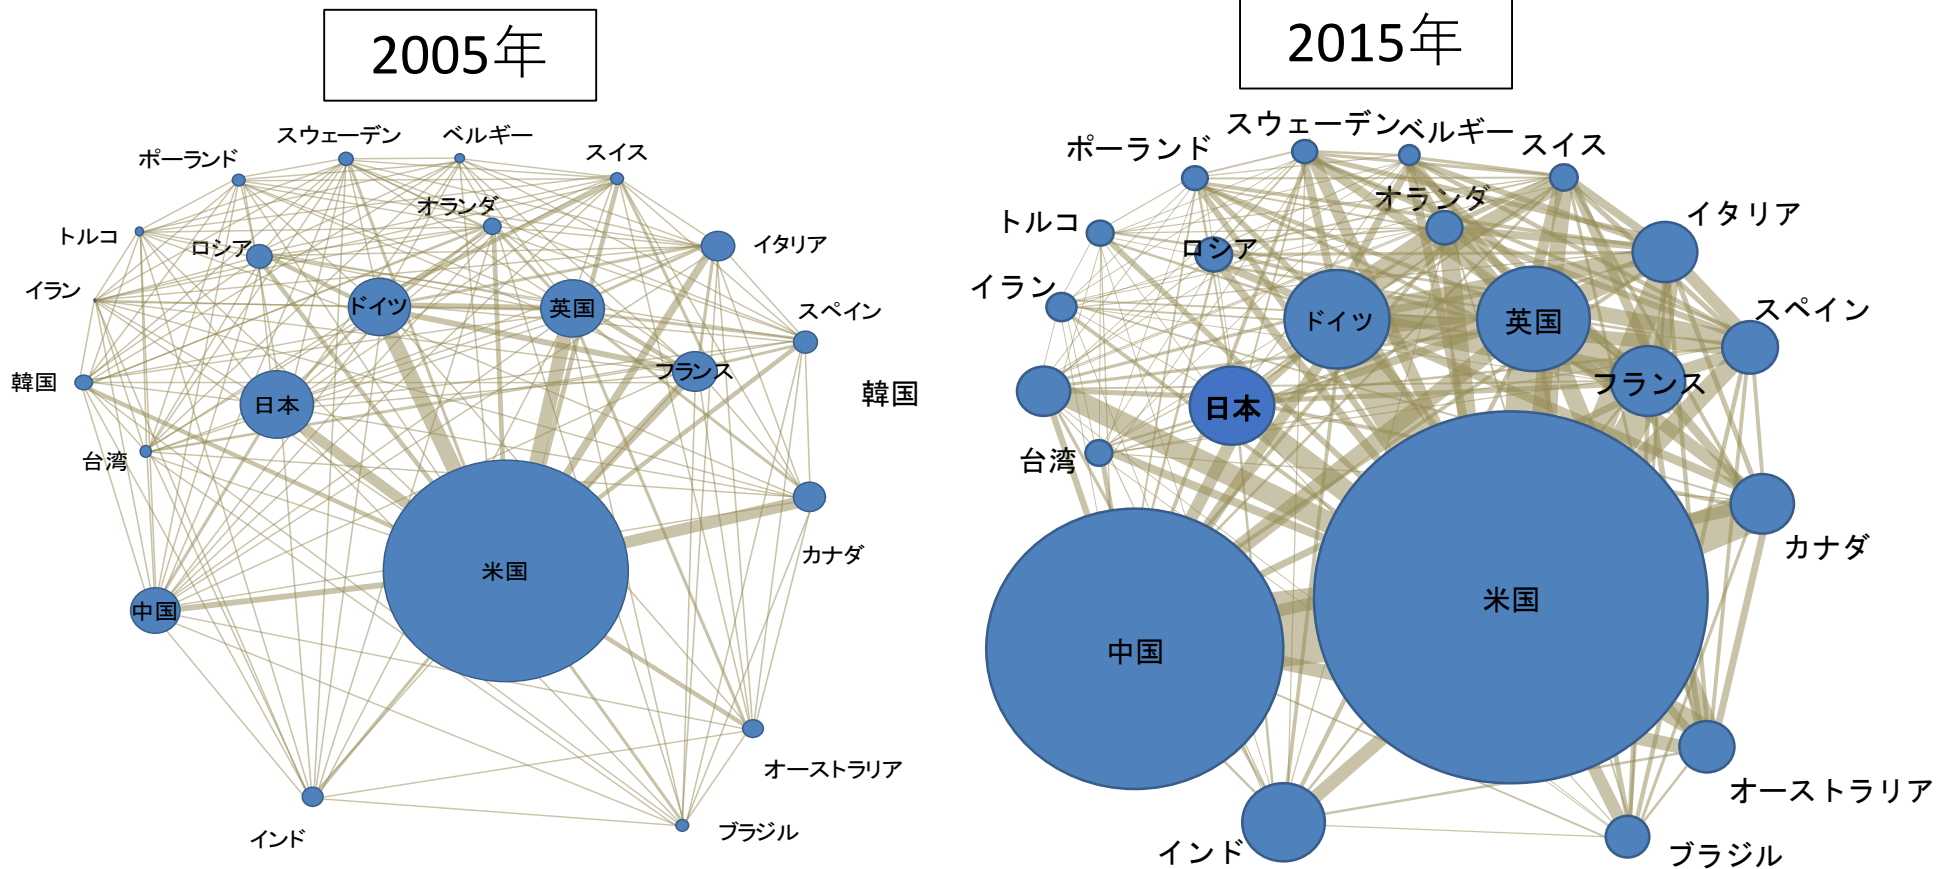 2005年
スウェーデン
ベルギー
スイス
ポーランド
オランダ
トルコ
ロシア
イタリア
イラン
ドイツ
英国
スペイン
韓国
日本
フランス
台湾
カナダ
米国
中国
オーストラリア
インド
ブラジル
2015年
スウェーデン
ベルギー
スイス
ポーランド
オランダ
トルコ
ロシア
イタリア
イラン
ドイツ
英国
スペイン
韓国
日本
フランス
台湾
カナダ
米国
中国
オーストラリア
インド
ブラジル